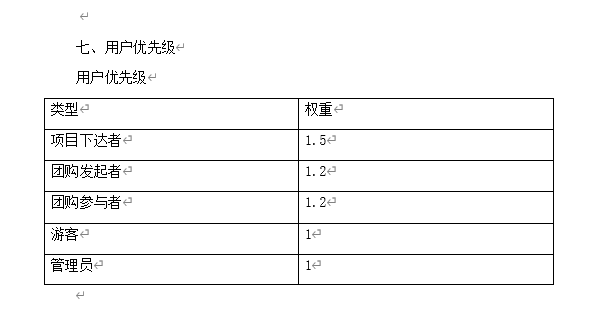 七、用户优先级
用户优先级
类型 权重
项目下达者 1.5
团购发起者 1.2
团购参与者 1.2
游客 1
管理员 1